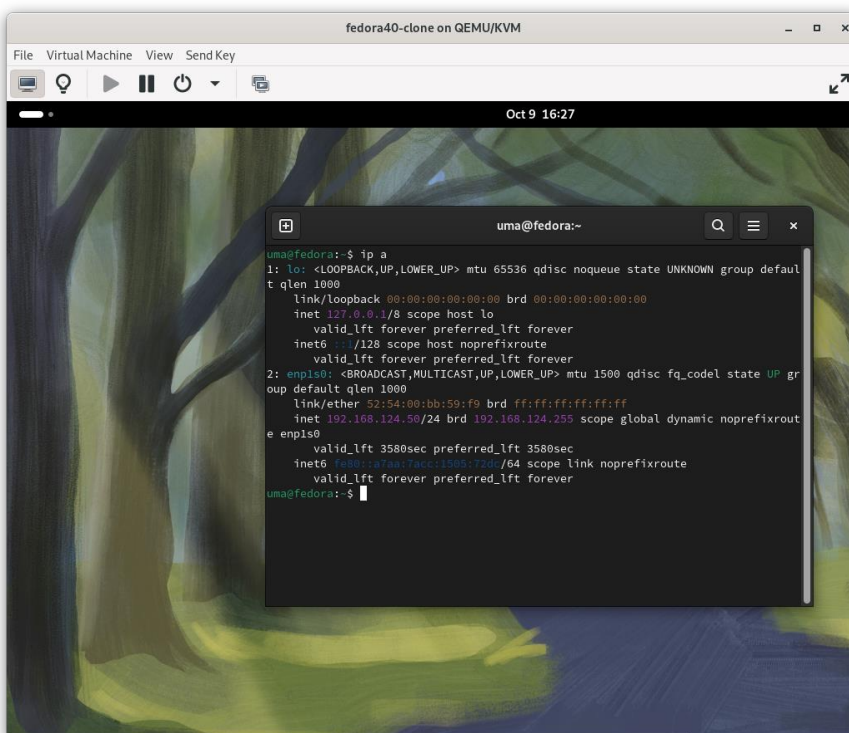 fedora40-clone on QEMU/KVM
File Virtual Machine View Send Key
Oct 9 16:27
uma@fedora:~
uma@fedora:~$ ip a
1: lo: <LOOPBACK,UP,LOWER_UP> mtu 65536 qdisc noqueue state UNKNOWN group defaul
t qlen 1000
link/loopback 00:00:00:00:00:00 brd 00:00:00:00:00:00
inet 127.0.0.1/8 scope host lo
valid_lft forever preferred_lft forever
inet6 ::1/128 scope host noprefixroute
valid_lft forever preferred_lft forever
2: enp1s0: <BROADCAST,MULTICAST,UP,LOWER_UP> mtu 1500 qdisc fq_codel state UP gr
oup default qlen 1000
link/ether 52:54:00:bb:59:f9 brd ff:ff:ff:ff:ff:ff
inet 192.168.124.50/24 brd 192.168.124.255 scope global dynamic noprefixrout
e enp1s0
valid_lft 3580sec preferred_lft 3580sec
inet6 fe80::a7aa:7acc:1505:72dc/64 scope link noprefixroute
valid_lft forever preferred_lft forever
uma@fedora:~$